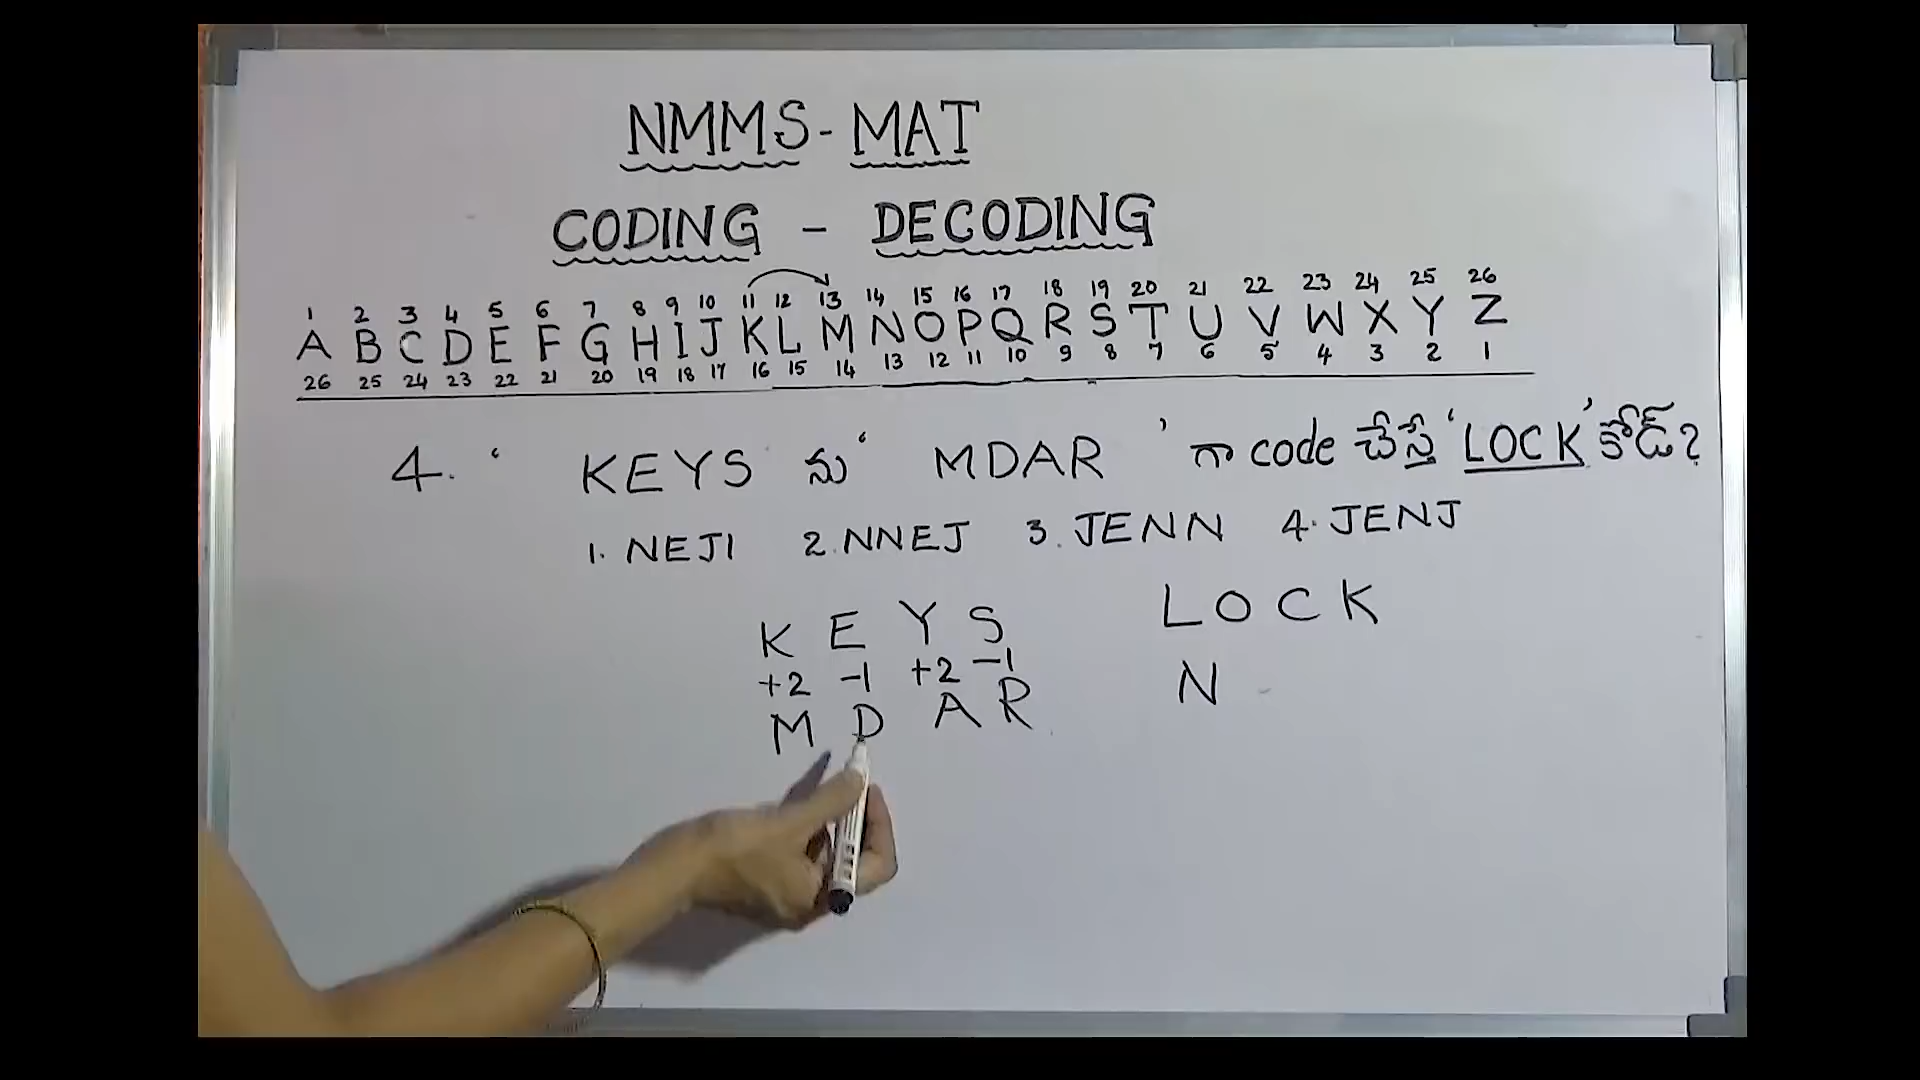 NMMS - MAT
CODING - DECODING
1 2 3 4 5 6 7 8 9 10 11 12 13 14 15 16 17 18 19 20 21 22 23 24 25 26
A B C D E F G H I J K L M N O P Q R S T U V W X Y Z
26 25 24 23 22 21 20 19 18 17 16 15 14 13 12 11 10 9 8 7 6 5 4 3 2 1
4. ' KEYS ను ' MDAR ' గా code చేస్తే 'LOCK' కోడ్?
1. NEJI 2. NNEJ 3. JENN 4. JENJ
K E Y S L O C K
+2 -1 +2 -1 N
M D A R